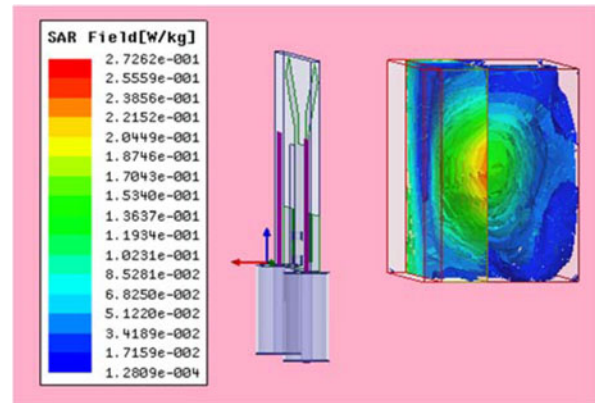 SAR Field[W/kg]
2.7262e-001
2.5559e-001
2.3856e-001
2.2152e-001
2.0449e-001
1.8746e-001
1.7043e-001
1.5340e-001
1.3637e-001
1.1934e-001
1.0231e-001
8.5281e-002
6.8250e-002
5.1220e-002
3.4189e-002
1.7159e-002
1.2809e-004